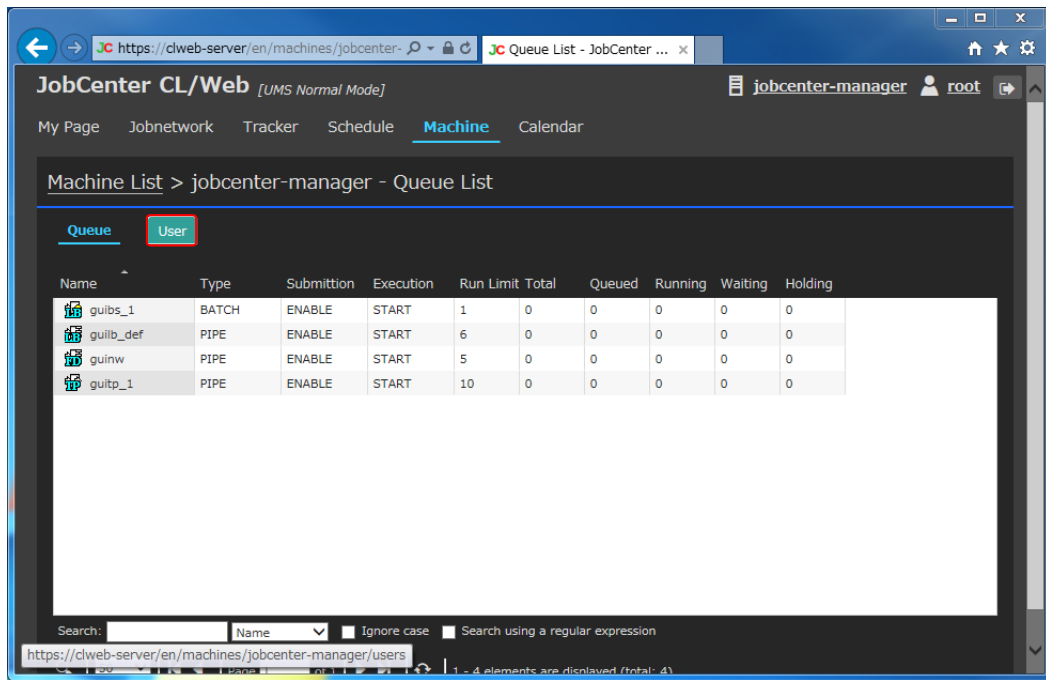 https://clweb-server/en/machines/jobcenter-
JC Queue List - JobCenter ...
JobCenter CL/Web [UMS Normal Mode]
jobcenter-manager root
My Page Jobnetwork Tracker Schedule Machine Calendar
Machine List > jobcenter-manager - Queue List
Queue User
Name Type Submittion Execution Run Limit Total Queued Running Waiting Holding
guibs_1 BATCH ENABLE START 1 0 0 0 0 0
guilb_def PIPE ENABLE START 6 0 0 0 0 0
guinw PIPE ENABLE START 5 0 0 0 0 0
guitp_1 PIPE ENABLE START 10 0 0 0 0 0
Search: Name Ignore case Search using a regular expression
https://clweb-server/en/machines/jobcenter-manager/users
Page of 1 1 - 4 elements are displayed (total: 4)